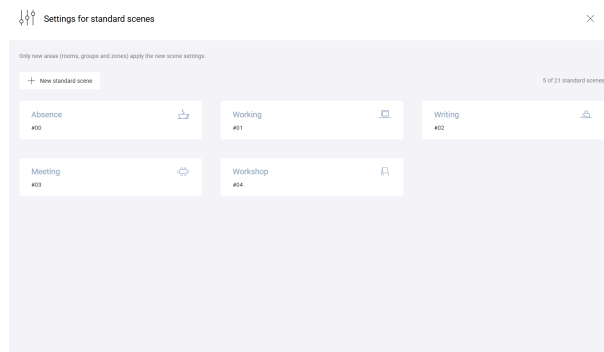 Settings for standard scenes
Only new areas (rooms, groups and zones) apply the new scene settings.
New standard scene
5 of 21 standard scenes
Absence
#00
Working
#01
Writing
#02
Meeting
#03
Workshop
#04